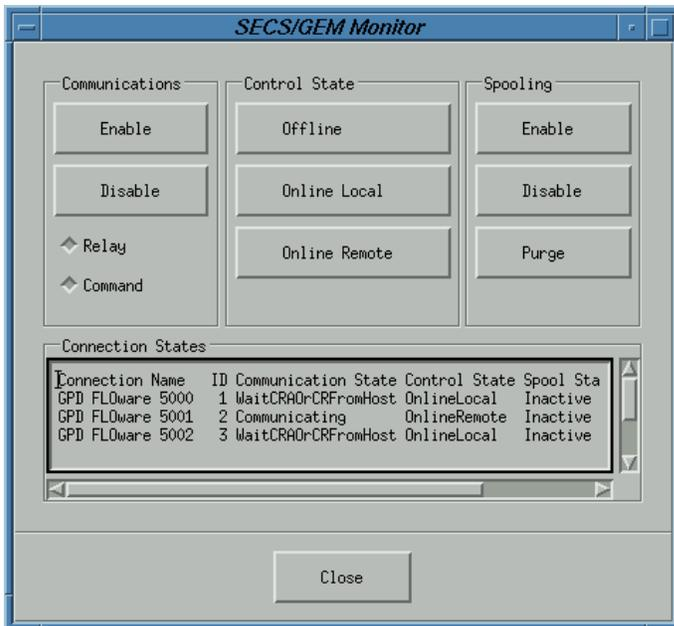 SECS/GEM Monitor
Communications
Enable
Disable
Relay
Command
Control State
Offline
Online Local
Online Remote
Spooling
Enable
Disable
Purge
Connection States
Connection Name ID Communication State Control State Spool Sta
GPD FLOware 5000 1 WaitCRAOrCRFromHost OnlineLocal Inactive
GPD FLOware 5001 2 Communicating OnlineRemote Inactive
GPD FLOware 5002 3 WaitCRAOrCRFromHost OnlineLocal Inactive
Close